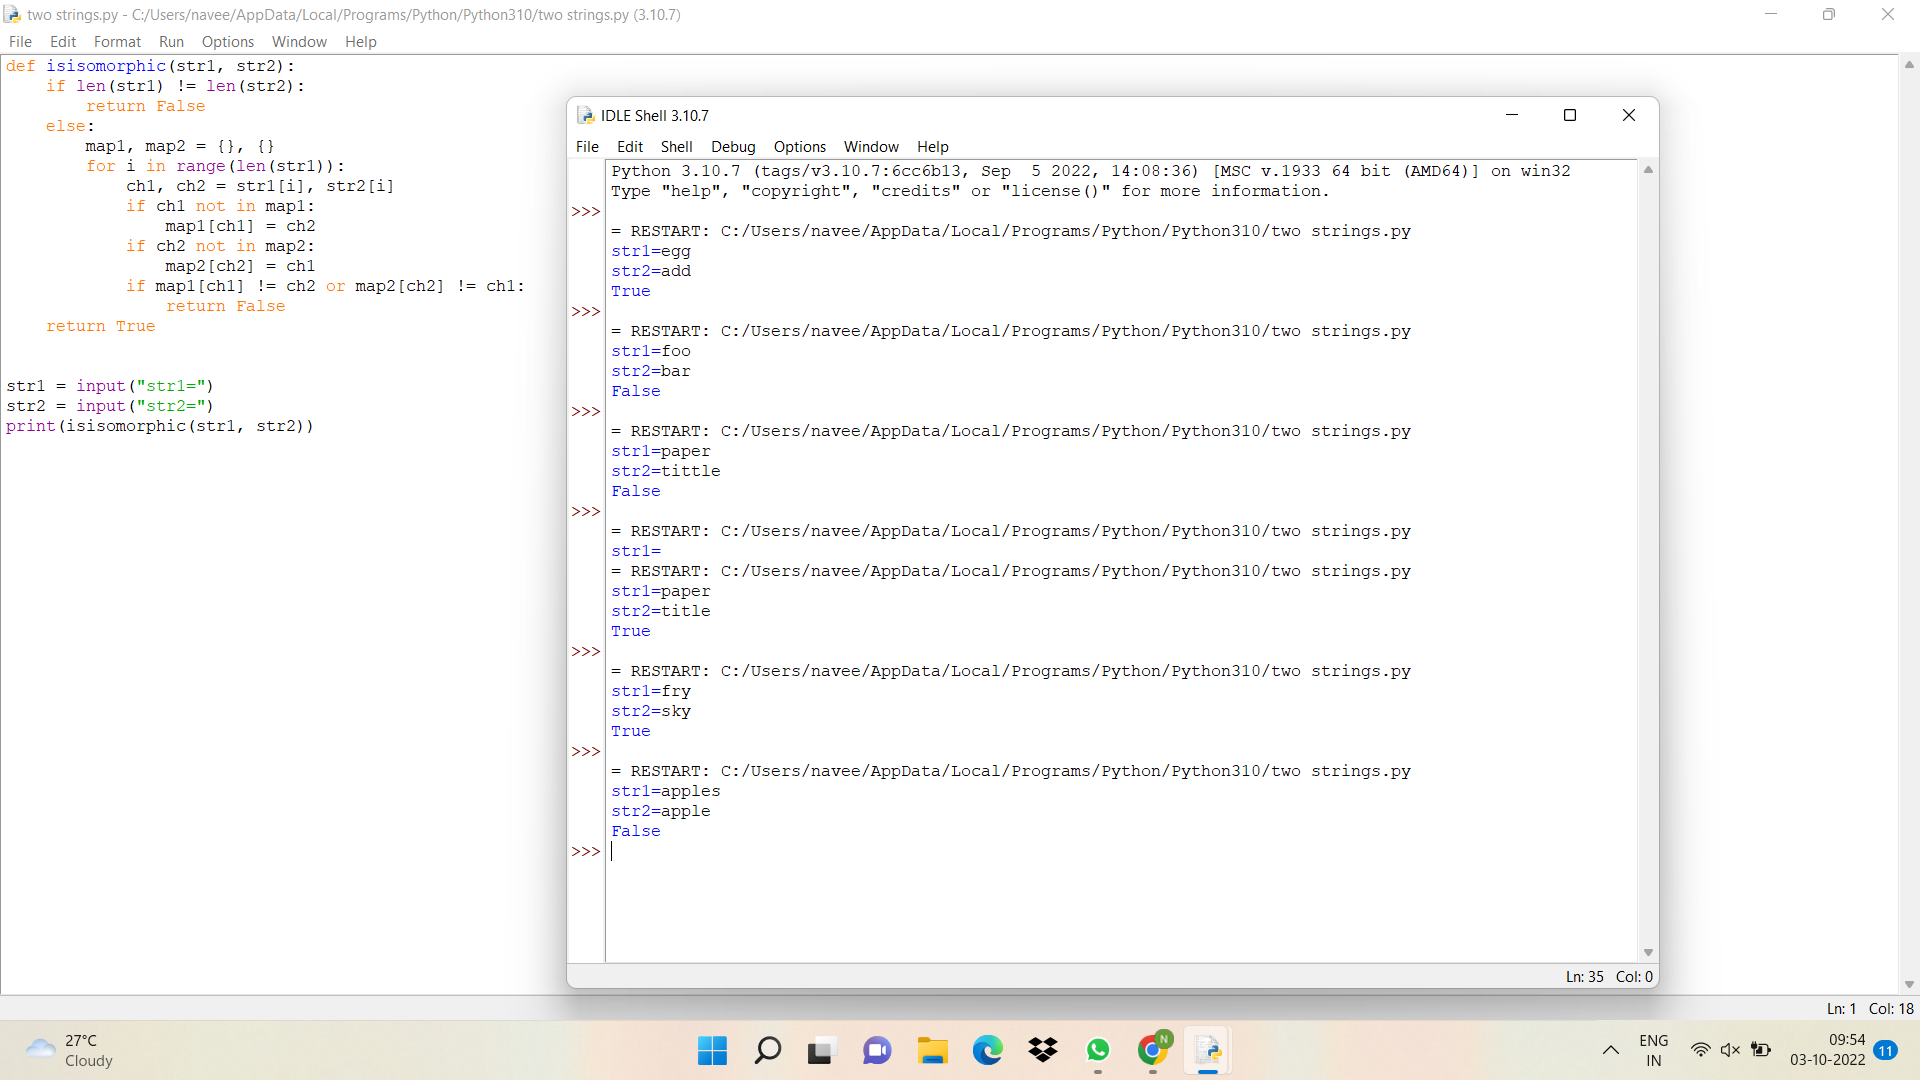 two strings.py - C:/Users/navee/AppData/Local/Programs/Python/Python310/two strings.py (3.10.7)
File Edit Format Run Options Window Help
def isisomorphic(str1, str2):
    if len(str1) != len(str2):
        return False
    else:
        map1, map2 = {}, {}
        for i in range(len(str1)):
            ch1, ch2 = str1[i], str2[i]
            if ch1 not in map1:
                map1[ch1] = ch2
            if ch2 not in map2:
                map2[ch2] = ch1
            if map1[ch1] != ch2 or map2[ch2] != ch1:
                return False
    return True
str1 = input("str1=")
str2 = input("str2=")
print(isisomorphic(str1, str2))
IDLE Shell 3.10.7
File Edit Shell Debug Options Window Help
Python 3.10.7 (tags/v3.10.7:6cc6b13, Sep  5 2022, 14:08:36) [MSC v.1933 64 bit (AMD64)] on win32
Type "help", "copyright", "credits" or "license()" for more information.
>>>
= RESTART: C:/Users/navee/AppData/Local/Programs/Python/Python310/two strings.py
str1=egg
str2=add
True
>>>
= RESTART: C:/Users/navee/AppData/Local/Programs/Python/Python310/two strings.py
str1=foo
str2=bar
False
>>>
= RESTART: C:/Users/navee/AppData/Local/Programs/Python/Python310/two strings.py
str1=paper
str2=tittle
False
>>>
= RESTART: C:/Users/navee/AppData/Local/Programs/Python/Python310/two strings.py
str1=
= RESTART: C:/Users/navee/AppData/Local/Programs/Python/Python310/two strings.py
str1=paper
str2=title
True
>>>
= RESTART: C:/Users/navee/AppData/Local/Programs/Python/Python310/two strings.py
str1=fry
str2=sky
True
>>>
= RESTART: C:/Users/navee/AppData/Local/Programs/Python/Python310/two strings.py
str1=apples
str2=apple
False
>>>
Ln: 35 Col: 0
Ln: 1 Col: 18
27°C
Cloudy
N
ENG
IN
09:54
03-10-2022
11